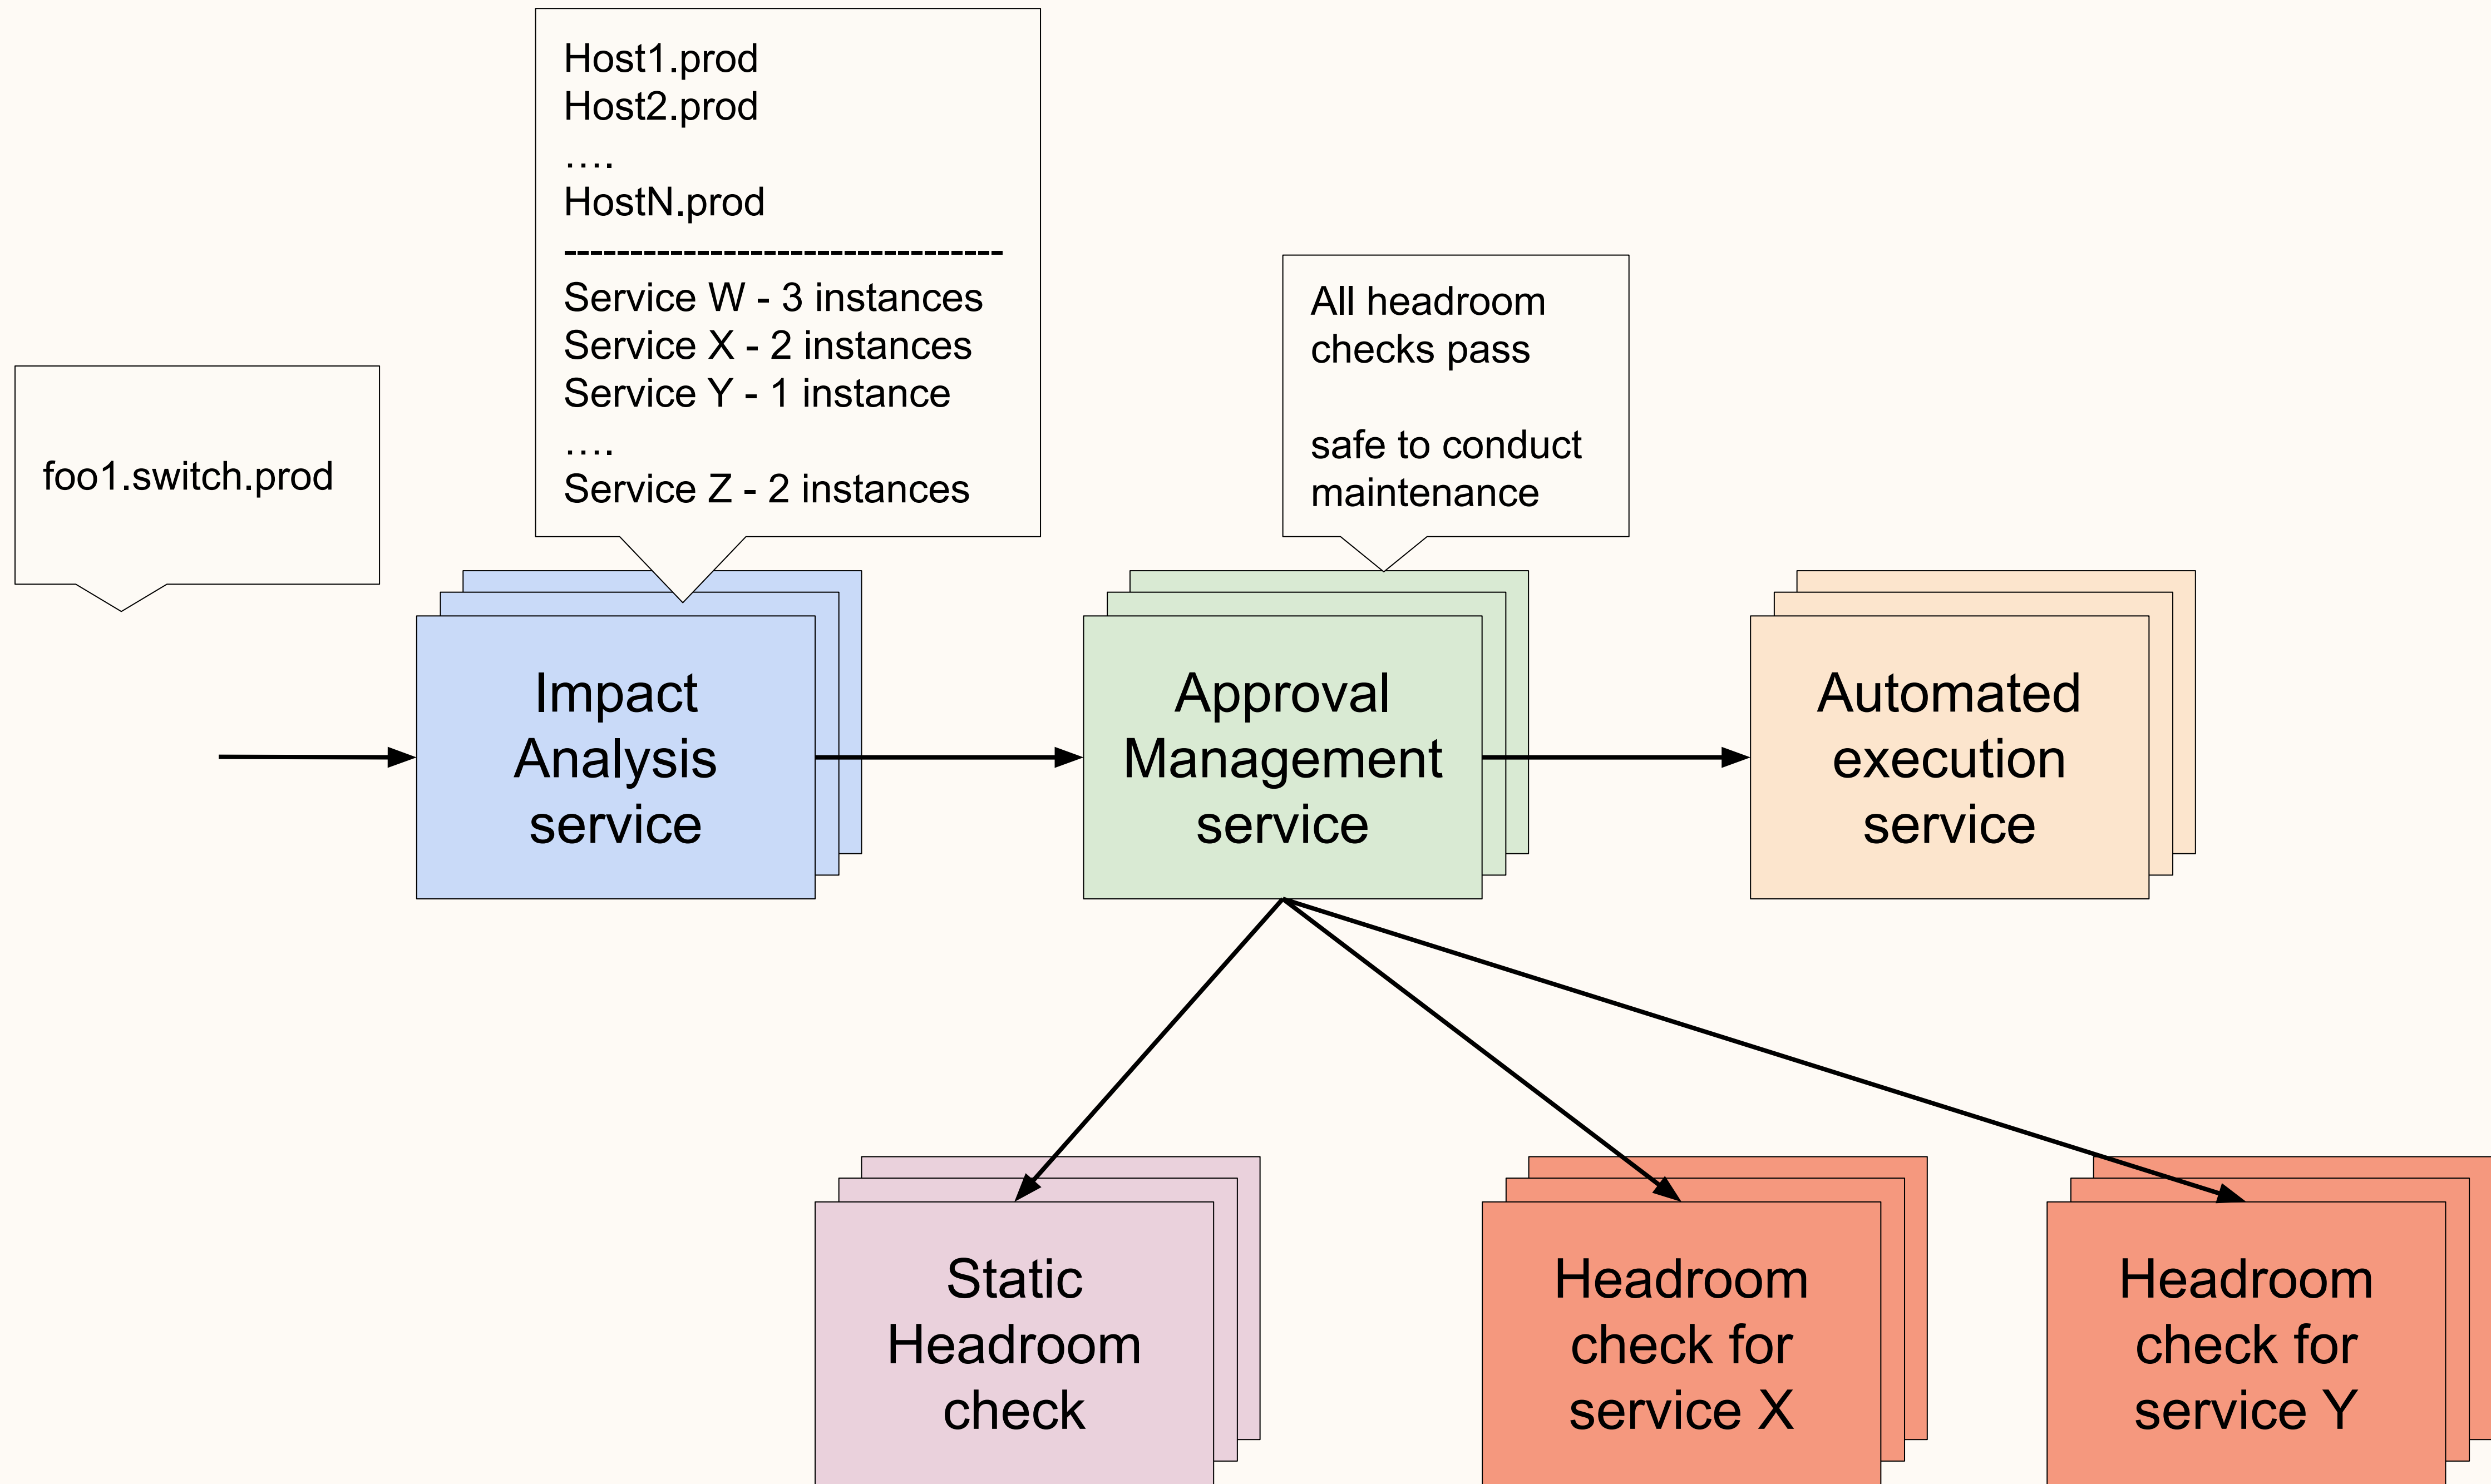 Host1.prod
Host2.prod
….
HostN.prod
---------------------------------
Service W - 3 instances
Service X - 2 instances
Service Y - 1 instance
….
Service Z - 2 instances
All headroom
checks pass
safe to conduct
maintenance
foo1.switch.prod
Impact
Analysis
service
Approval
Management
service
Automated
execution
service
Static
Headroom
check
Headroom
check for
service X
Headroom
check for
service Y